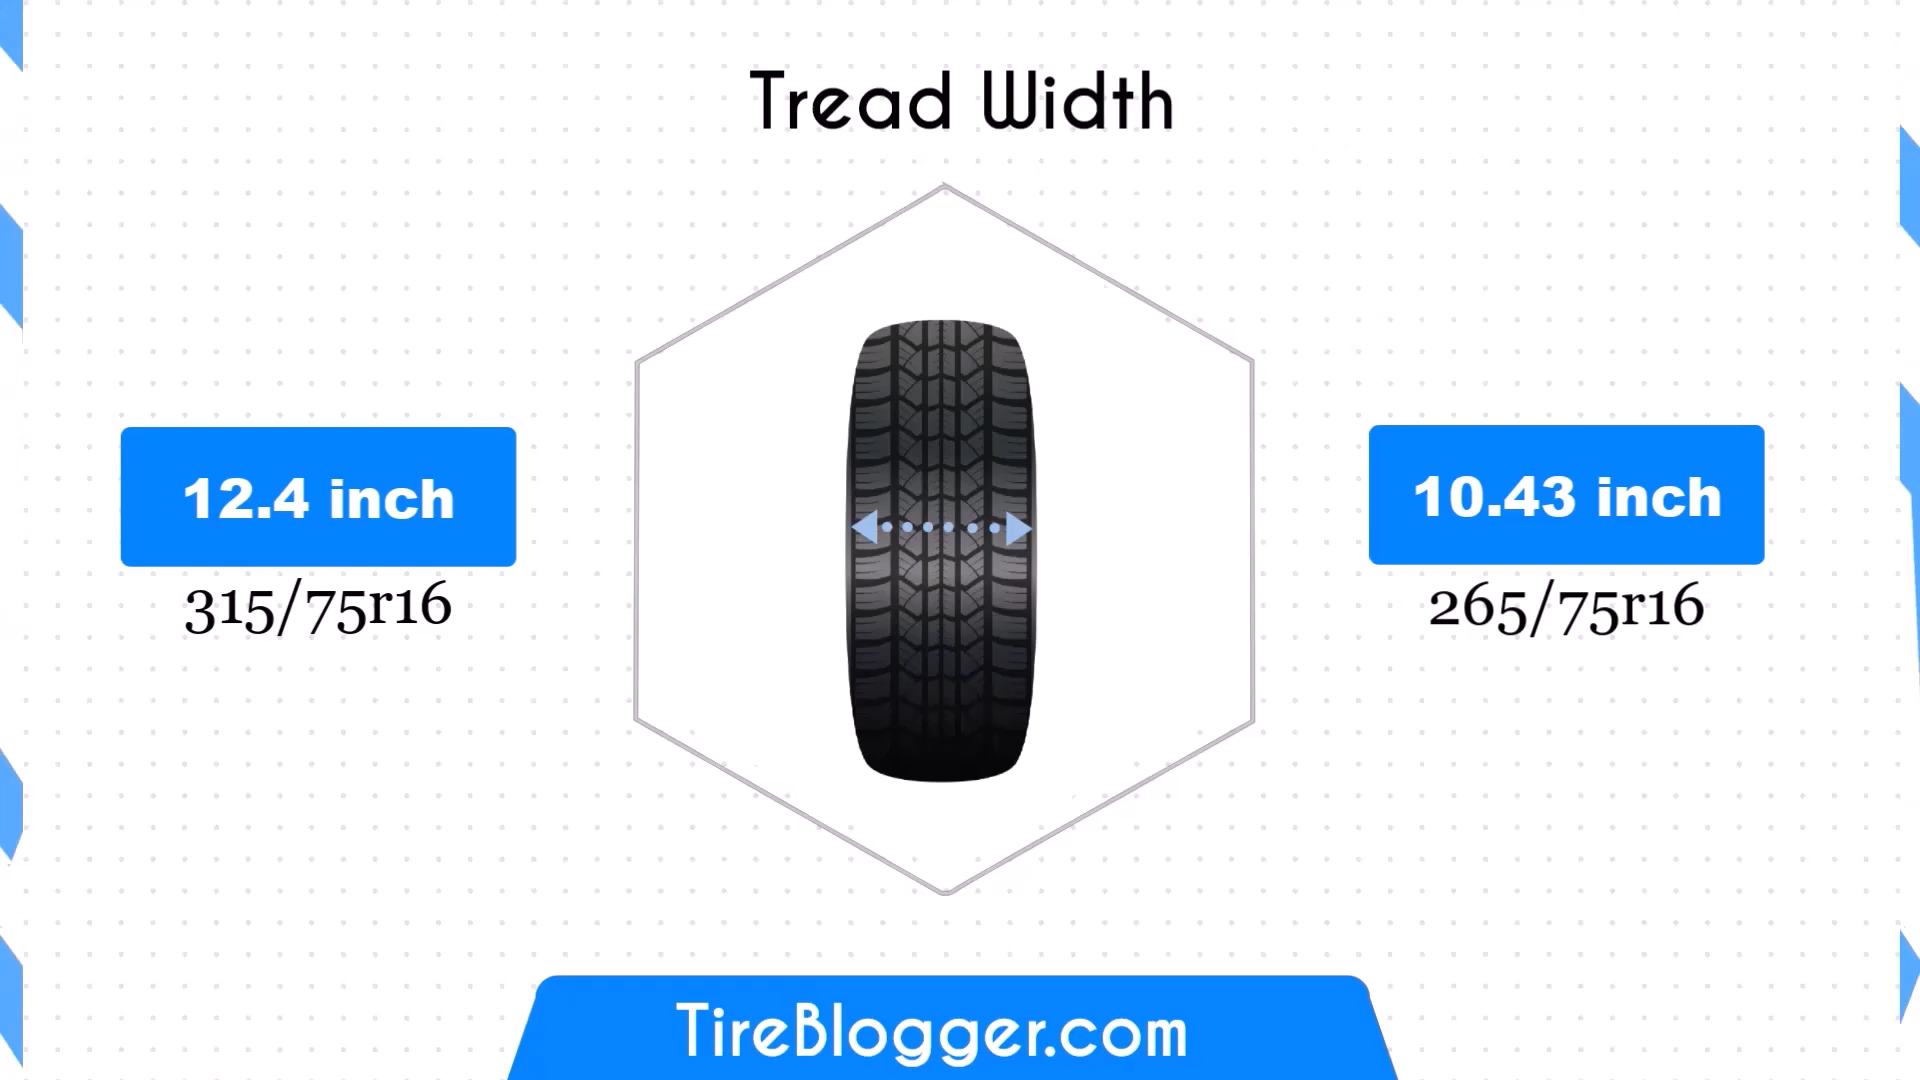 Tread Width
12.4 inch
315/75r16
10.43 inch
265/75r16
TireBlogger.com